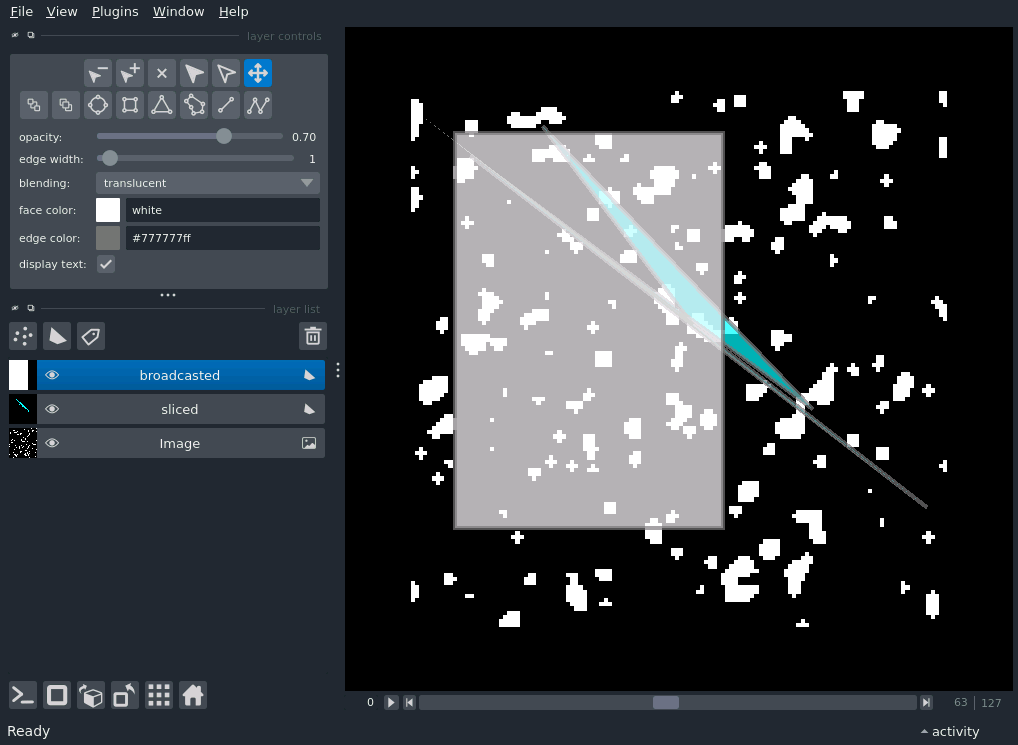 File View Plugins Window Help
layer controls
opacity: 0.70
edge width: 1
blending: translucent
face color: white
edge color: #777777ff
display text:
layer list
broadcasted
sliced
Image
0 63 127
Ready activity